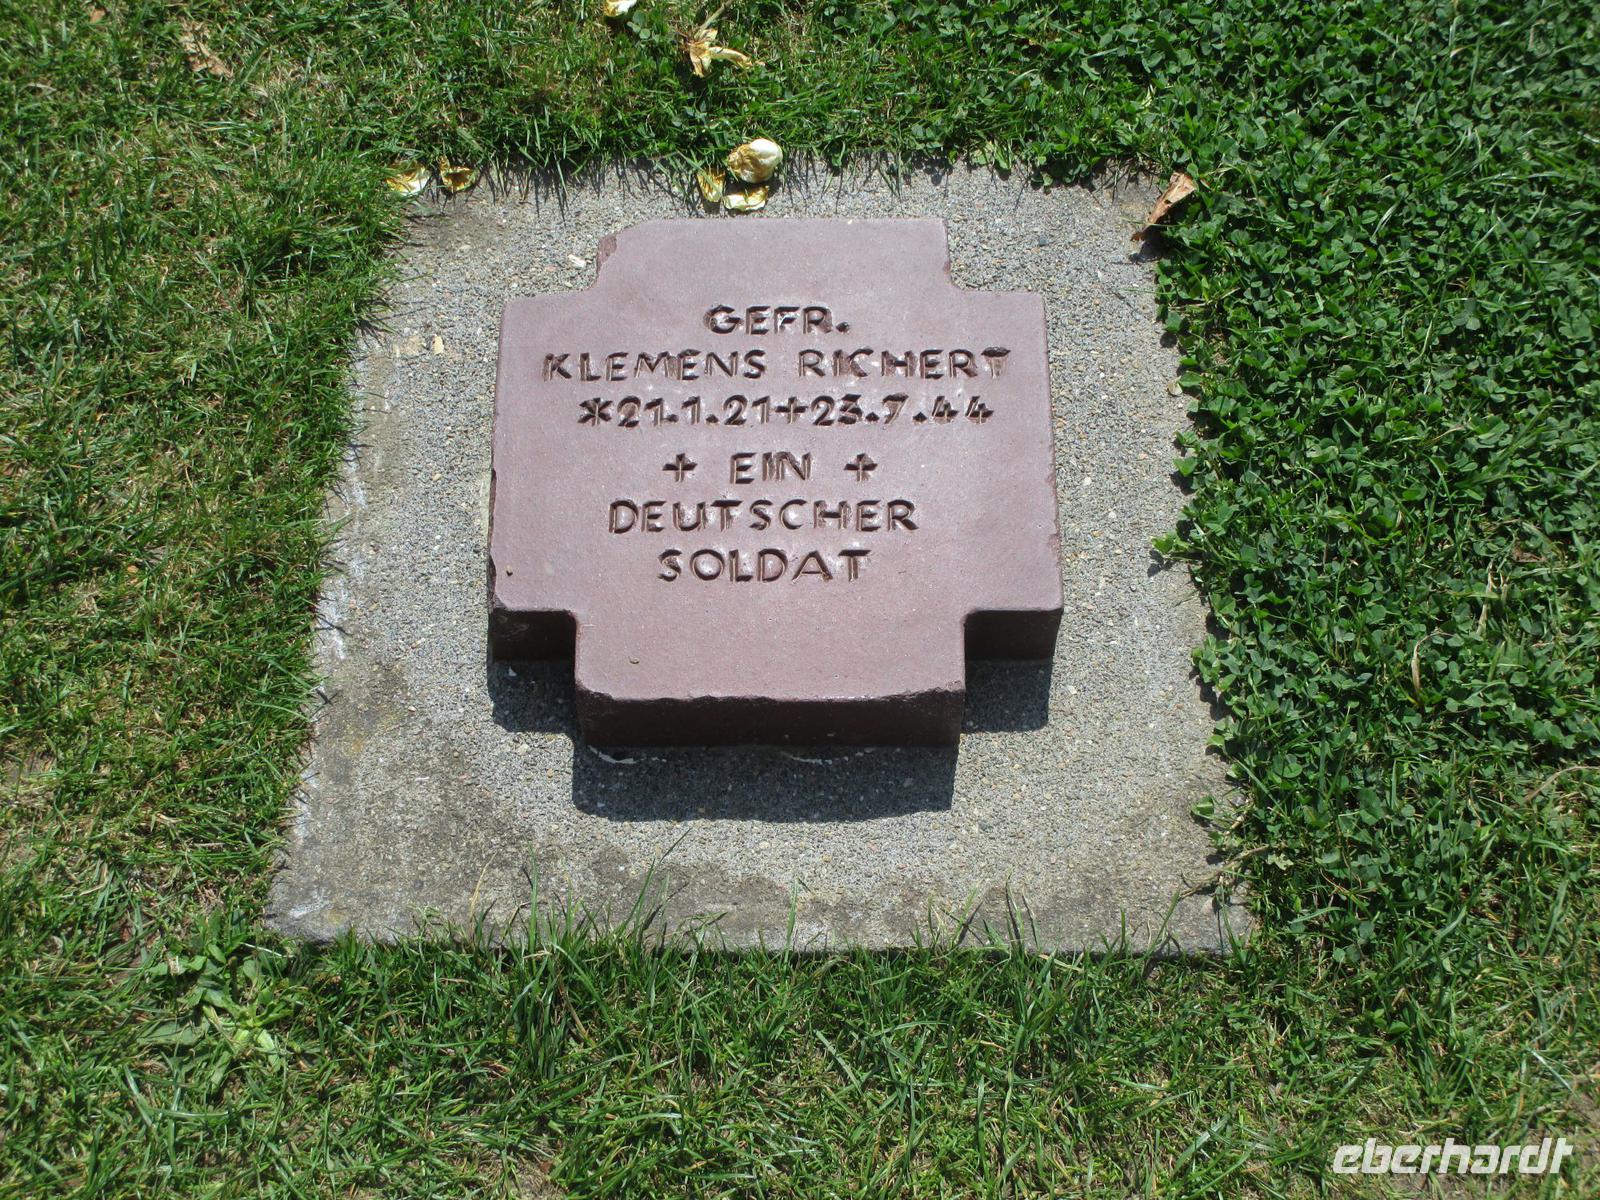 GEFR.
KLEMENS RICHERT
*21.1.21+23.7.44
+ EIN +
DEUTSCHER
SOLDAT
eberhardt